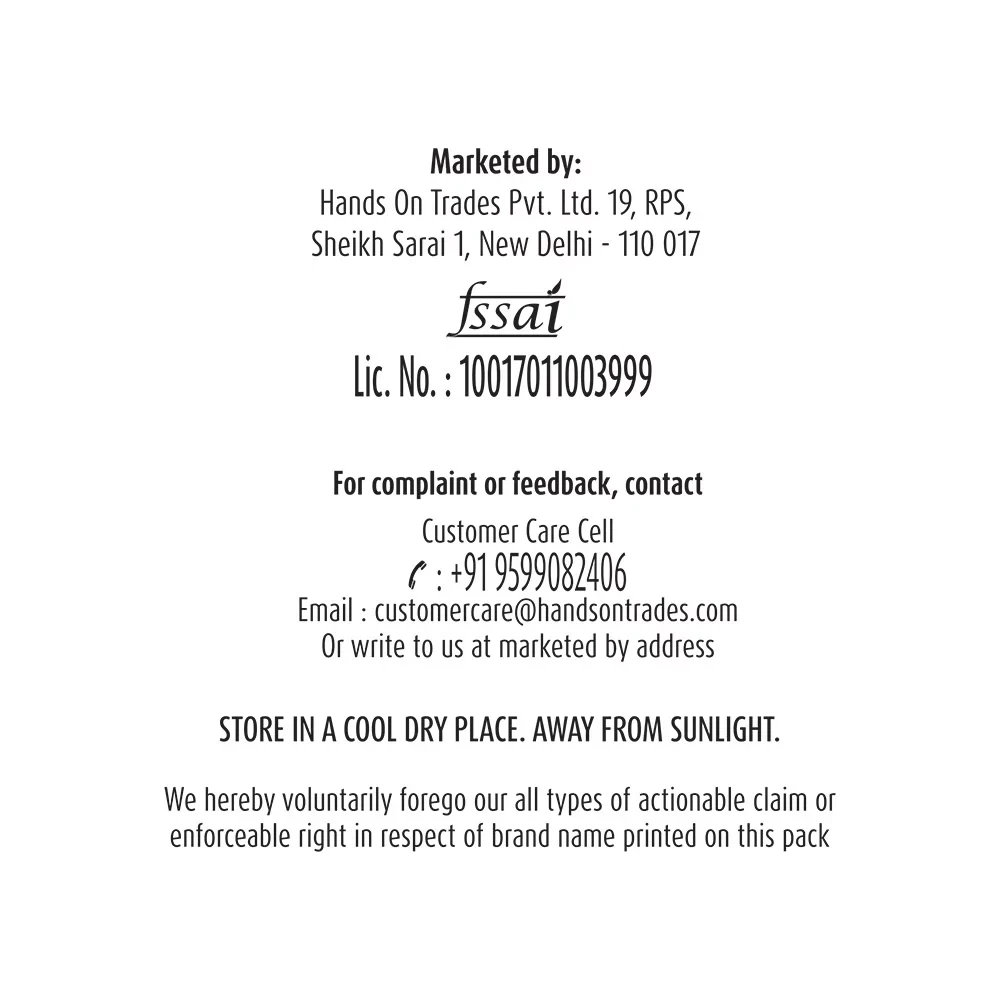 Marketed by:
Hands On Trades Pvt. Ltd. 19, RPS,
Sheikh Sarai 1, New Delhi - 110 017
fssai
Lic. No. : 10017011003999
For complaint or feedback, contact
Customer Care Cell
: +91 9599082406
Email : customercare@handsontrades.com
Or write to us at marketed by address
STORE IN A COOL DRY PLACE. AWAY FROM SUNLIGHT.
We hereby voluntarily forego our all types of actionable claim or
enforceable right in respect of brand name printed on this pack